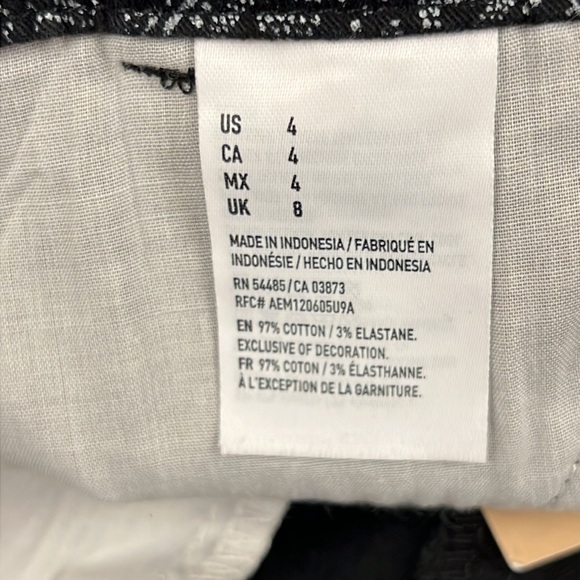 US 4
CA 4
MX 4
UK 8
MADE IN INDONESIA / FABRIQUÉ EN
INDONÉSIE / HECHO EN INDONESIA
RN 54485 / CA 03873
RFC# AEM120605U9A
EN 97% COTTON / 3% ELASTANE.
EXCLUSIVE OF DECORATION.
FR 97% COTON / 3% ÉLASTHANNE.
À L'EXCEPTION DE LA GARNITURE.